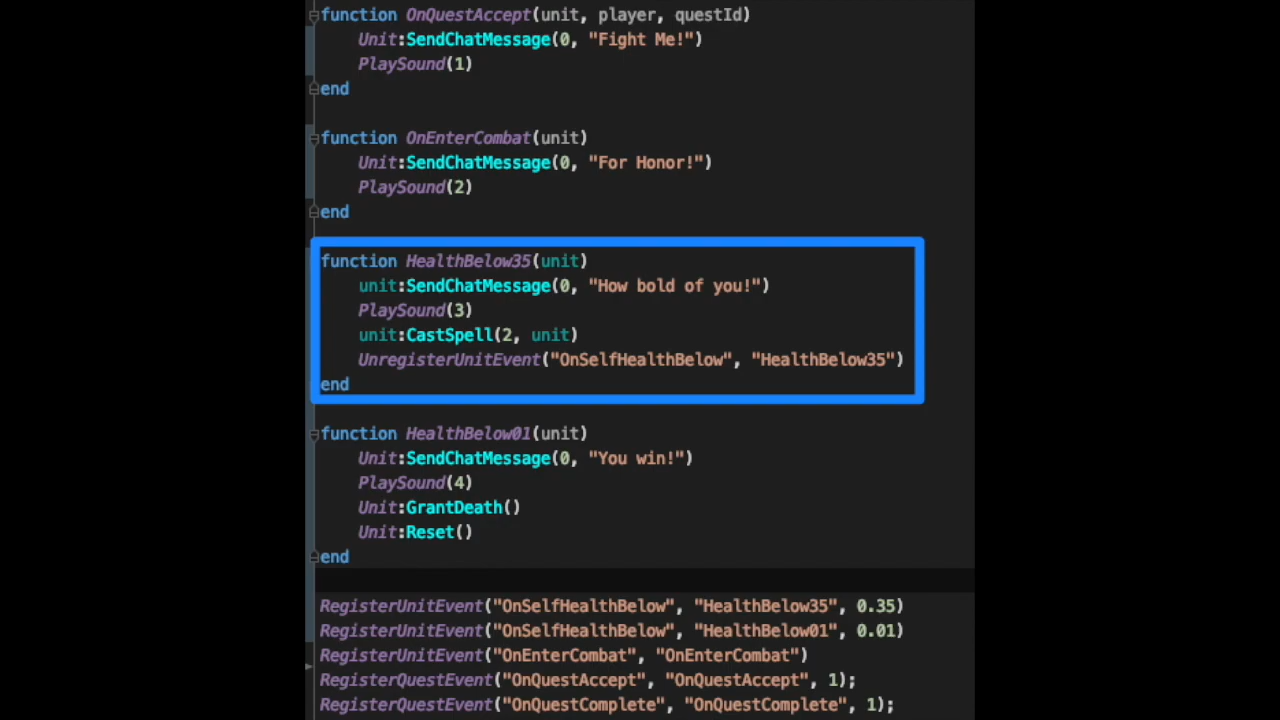 function OnQuestAccept(unit, player, questId)
Unit:SendChatMessage(0, "Fight Me!")
PlaySound(1)
end
function OnEnterCombat(unit)
Unit:SendChatMessage(0, "For Honor!")
PlaySound(2)
end
function HealthBelow35(unit)
unit:SendChatMessage(0, "How bold of you!")
PlaySound(3)
unit:CastSpell(2, unit)
UnregisterUnitEvent("OnSelfHealthBelow", "HealthBelow35")
end
function HealthBelow01(unit)
Unit:SendChatMessage(0, "You win!")
PlaySound(4)
Unit:GrantDeath()
Unit:Reset()
end
RegisterUnitEvent("OnSelfHealthBelow", "HealthBelow35", 0.35)
RegisterUnitEvent("OnSelfHealthBelow", "HealthBelow01", 0.01)
RegisterUnitEvent("OnEnterCombat", "OnEnterCombat")
RegisterQuestEvent("OnQuestAccept", "OnQuestAccept", 1);
RegisterQuestEvent("OnQuestComplete", "OnQuestComplete", 1);